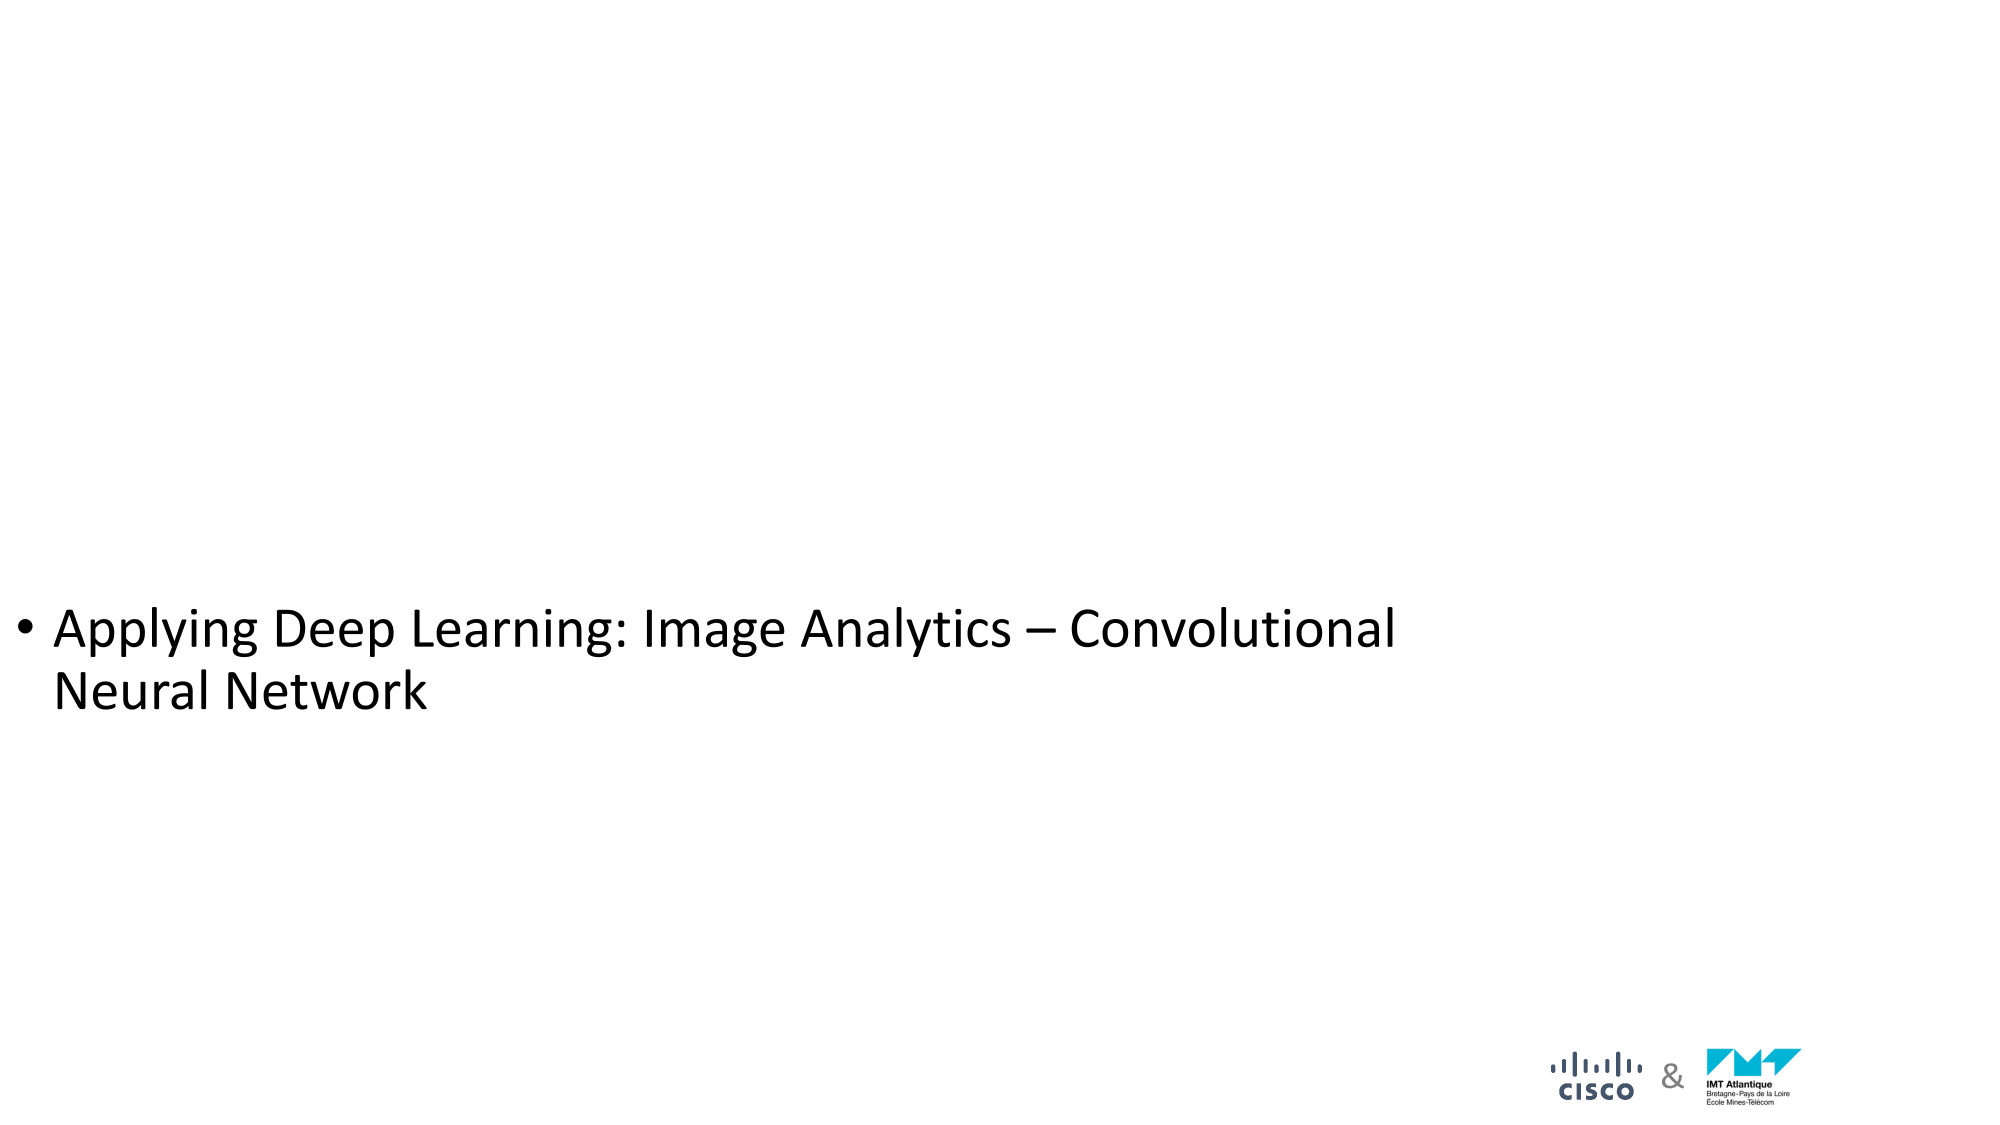 • Applying Deep Learning: Image Analytics – Convolutional
Neural Network
CISCO & IMT Atlantique
Bretagne-Pays de la Loire
École Mines-Télécom